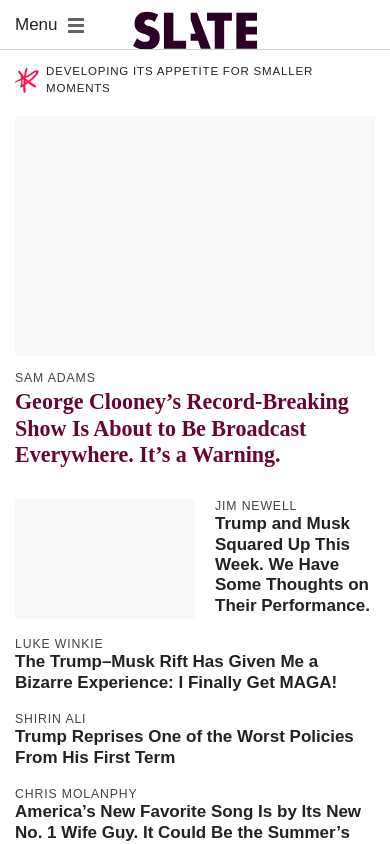 Menu
SLATE
DEVELOPING ITS APPETITE FOR SMALLER
MOMENTS
SAM ADAMS
George Clooney’s Record-Breaking
Show Is About to Be Broadcast
Everywhere. It’s a Warning.
JIM NEWELL
Trump and Musk
Squared Up This
Week. We Have
Some Thoughts on
Their Performance.
LUKE WINKIE
The Trump–Musk Rift Has Given Me a
Bizarre Experience: I Finally Get MAGA!
SHIRIN ALI
Trump Reprises One of the Worst Policies
From His First Term
CHRIS MOLANPHY
America’s New Favorite Song Is by Its New
No. 1 Wife Guy. It Could Be the Summer’s